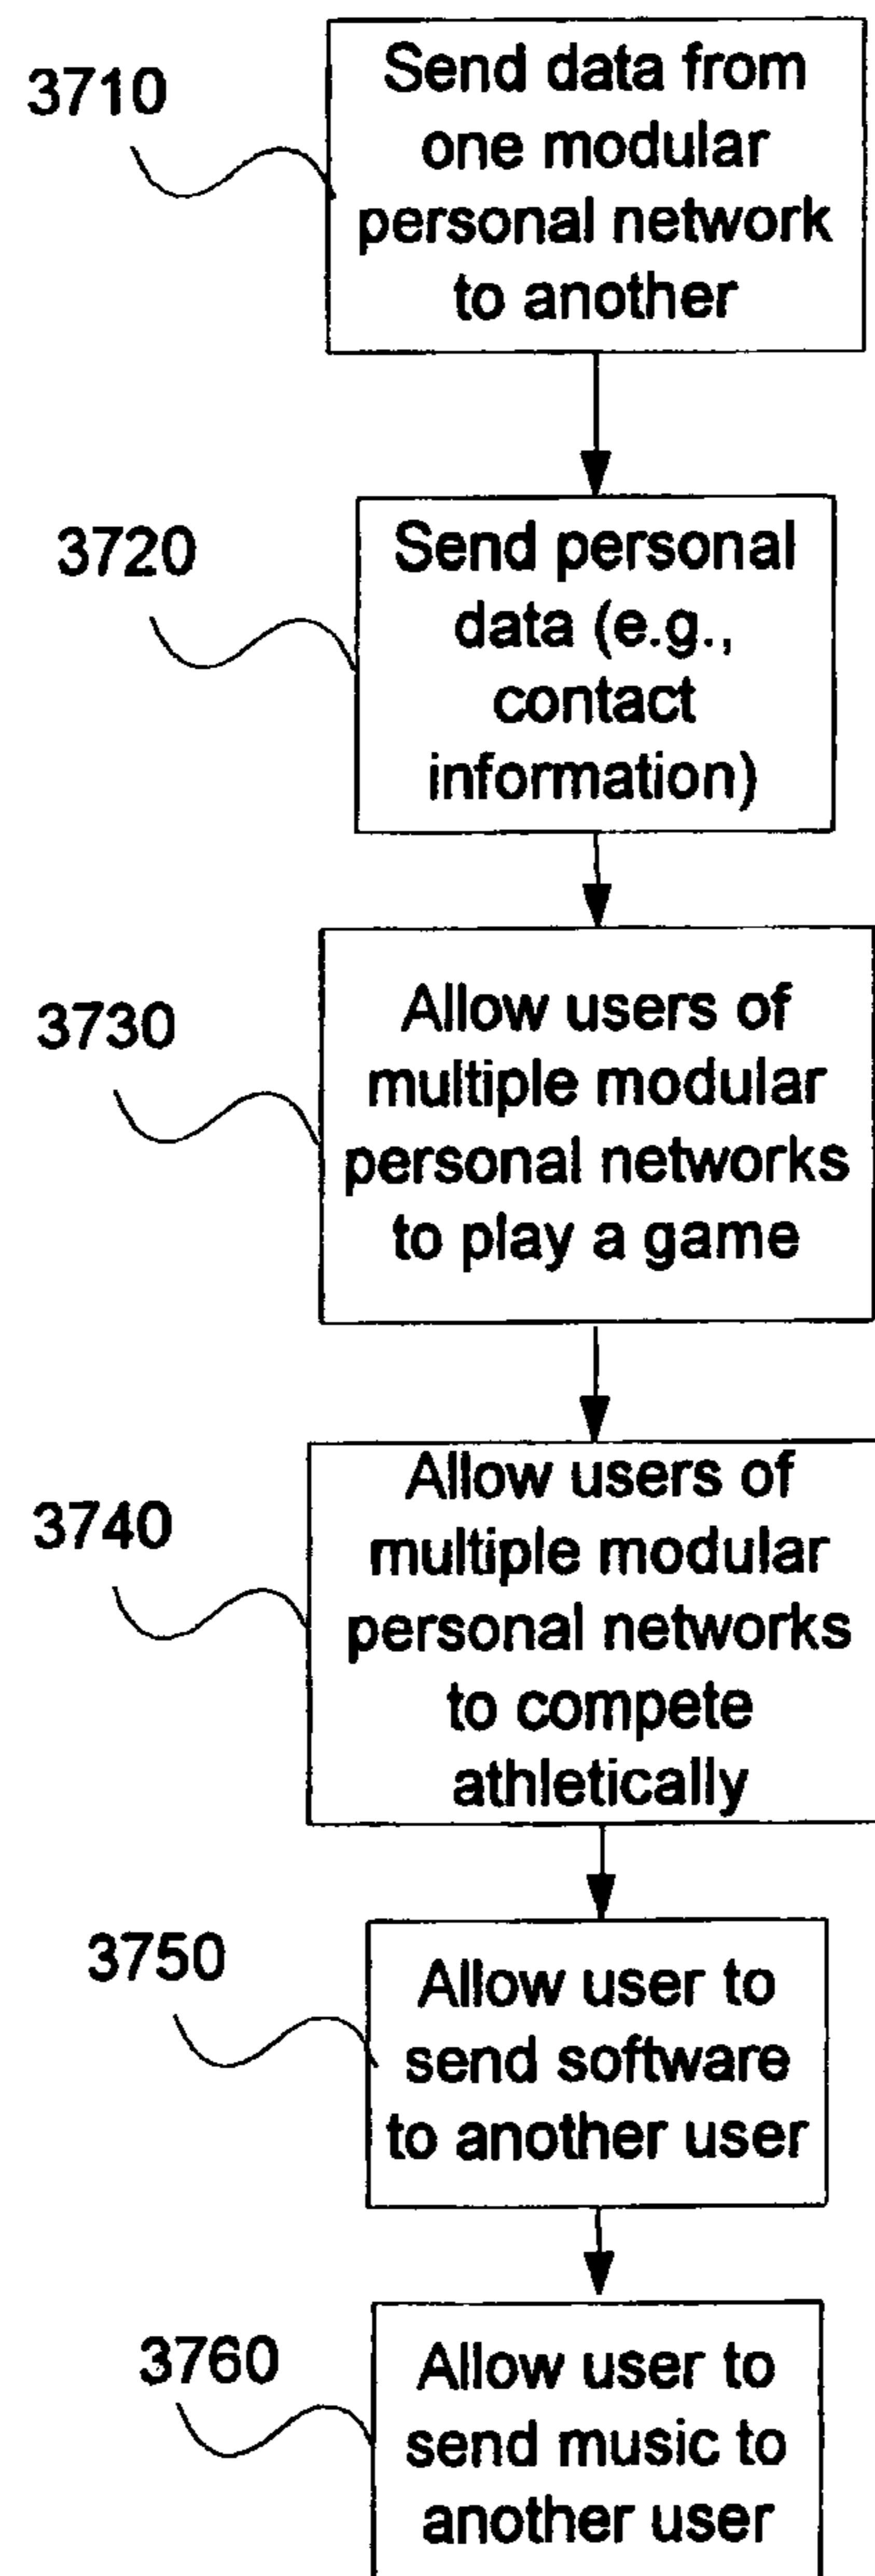 3710
Send data from
one modular
personal network
to another
3720
Send personal
data (e.g.,
contact
information)
3730
Allow users of
multiple modular
personal networks
to play a game
3740
Allow users of
multiple modular
personal networks
to compete
athletically
3750
Allow user to
send software
to another user
3760
Allow user to
send music to
another user